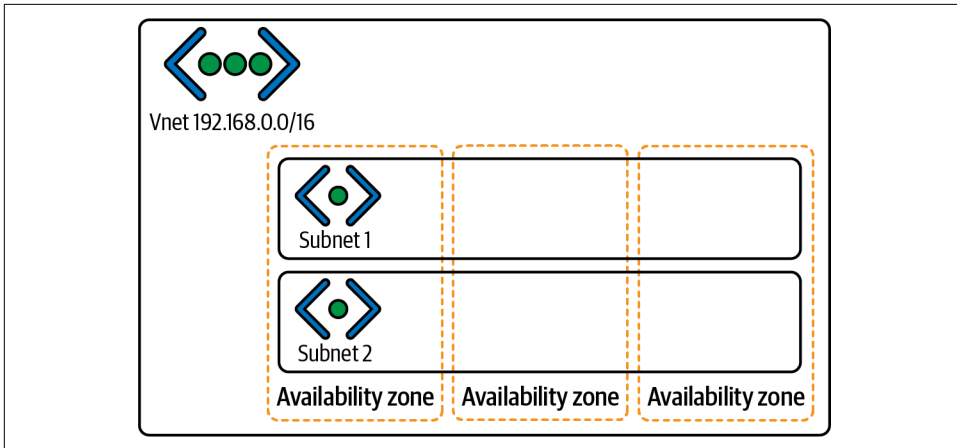 Vnet 192.168.0.0/16
Subnet 1
Subnet 2
Availability zone
Availability zone
Availability zone